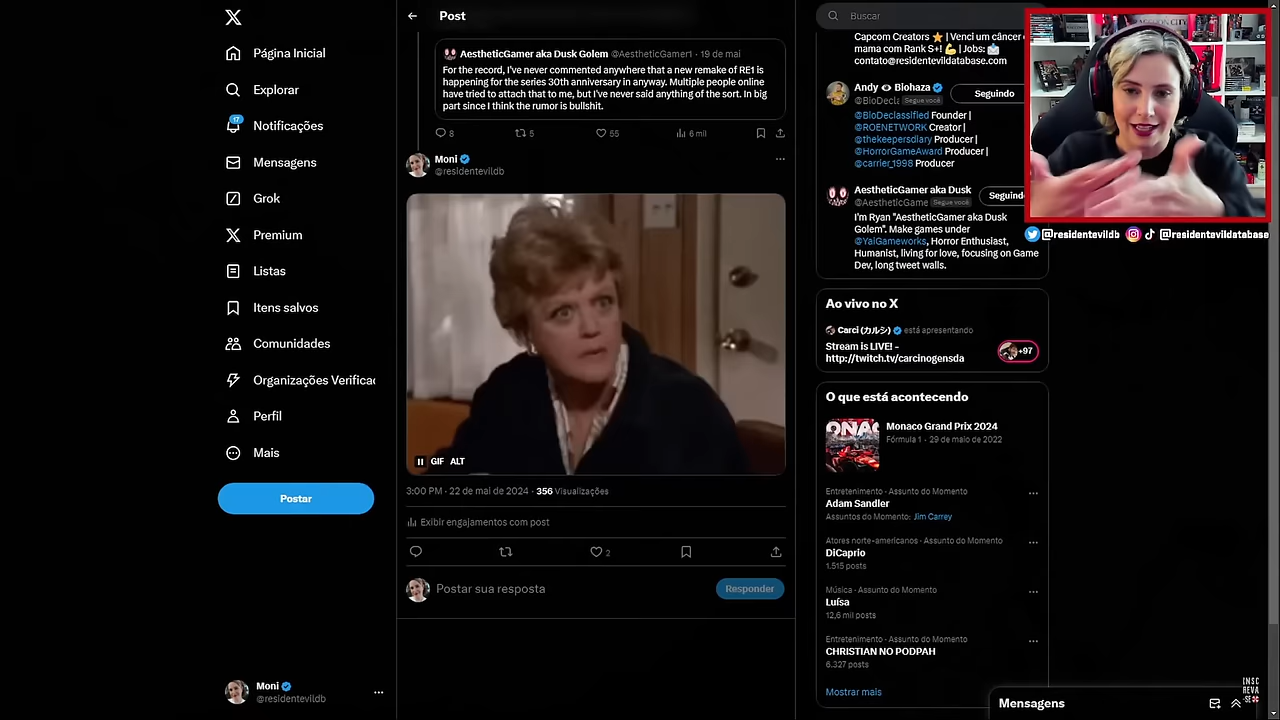 Página Inicial
Explorar
17
Notificações
Mensagens
Grok
Premium
Listas
Itens salvos
Comunidades
Organizações Verificac
Perfil
Mais
Postar
Moni
@residentevildb
Post
AestheticGamer aka Dusk Golem @AestheticGamer1 · 19 de mai
For the record, I've never commented anywhere that a new remake of RE1 is
happening for the series 30th anniversary in anyway. Maybe people online
have tried to attach that to me, but I've never said anything of the sort. In big
part since I think the rumor is bullshit.
8
5
55
6 mil
Moni
@residentevildb
GIF ALT
3:00 PM · 22 de mai de 2024 · 356 Visualizações
Exibir engajamentos com post
2
Postar sua resposta
Responder
Buscar
Capcom Creators | Venci um câncer
mama com Rank S+! | Jobs:
contato@residentevildatabase.com
Andy Biohaza
@BioDecla Segue você
Seguindo
@BioDeclassified Founder |
@ROENETWORK Creator |
@thekeepersdiary Producer |
@HorrorGameAward Producer |
@carrier_1998 Producer
AestheticGamer aka Dusk
@AestheticGame Segue você
Seguindo
I'm Ryan "AestheticGamer aka Dusk
Golem". Make games under
@YaiGameworks, Horror Enthusiast,
Humanist, living for love, focusing on Game
Dev, long tweet walls.
Ao vivo no X
Carci (カルシ) está apresentando
Stream is LIVE! -
http://twitch.tv/carcinogensda
+97
O que está acontecendo
Monaco Grand Prix 2024
Fórmula 1 · 29 de maio de 2022
Entretenimento · Assunto do Momento
Adam Sandler
Assuntos do Momento: Jim Carrey
Atores norte-americanos · Assunto do Momento
DiCaprio
1.515 posts
Música · Assunto do Momento
Luísa
12,6 mil posts
Entretenimento · Assunto do Momento
CHRISTIAN NO PODPAH
6.327 posts
Mostrar mais
Mensagens
@residentevildb @residentevildatabase
INSC
REVA
-SE